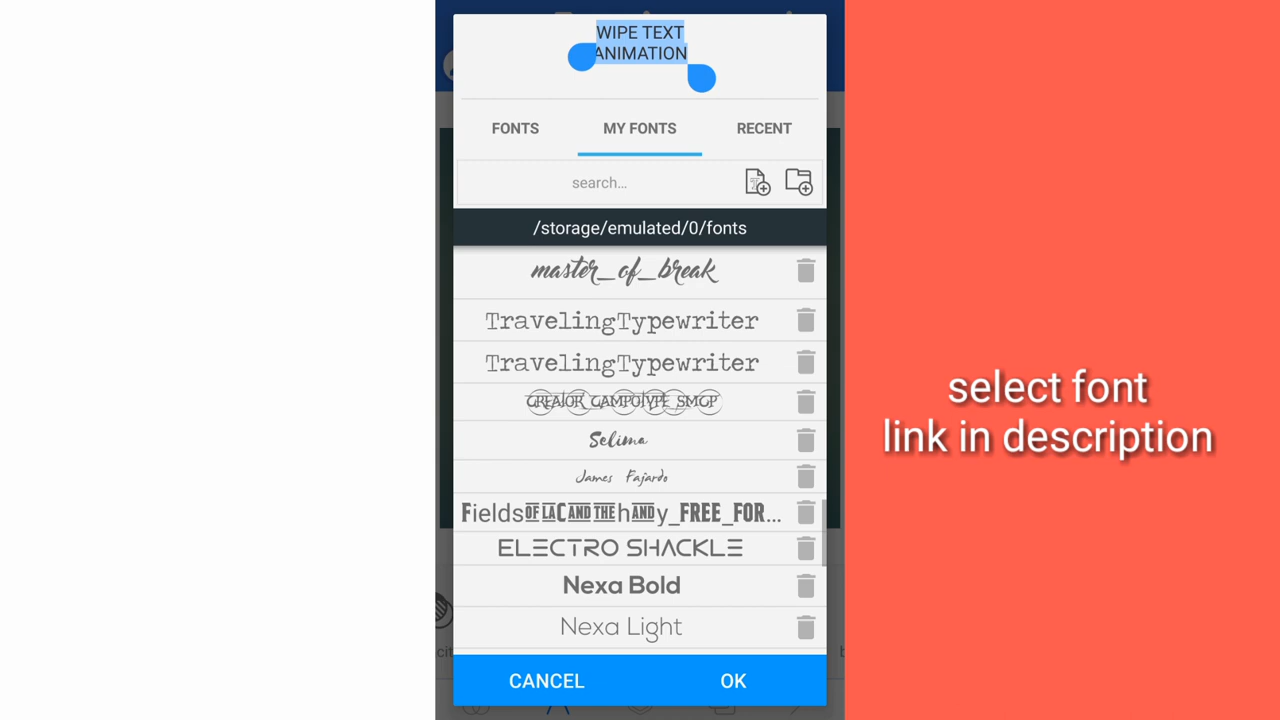 WIPE TEXT
ANIMATION
FONTS MY FONTS RECENT
search...
/storage/emulated/0/fonts
master_of_break
TravelingTypewriter
TravelingTypewriter
Selima
James Fajardo
FieldsOFLACANDTHEhANDy_FREE_FOR...
ELECTRO SHACKLE
Nexa Bold
Nexa Light
CANCEL OK
select font
link in description